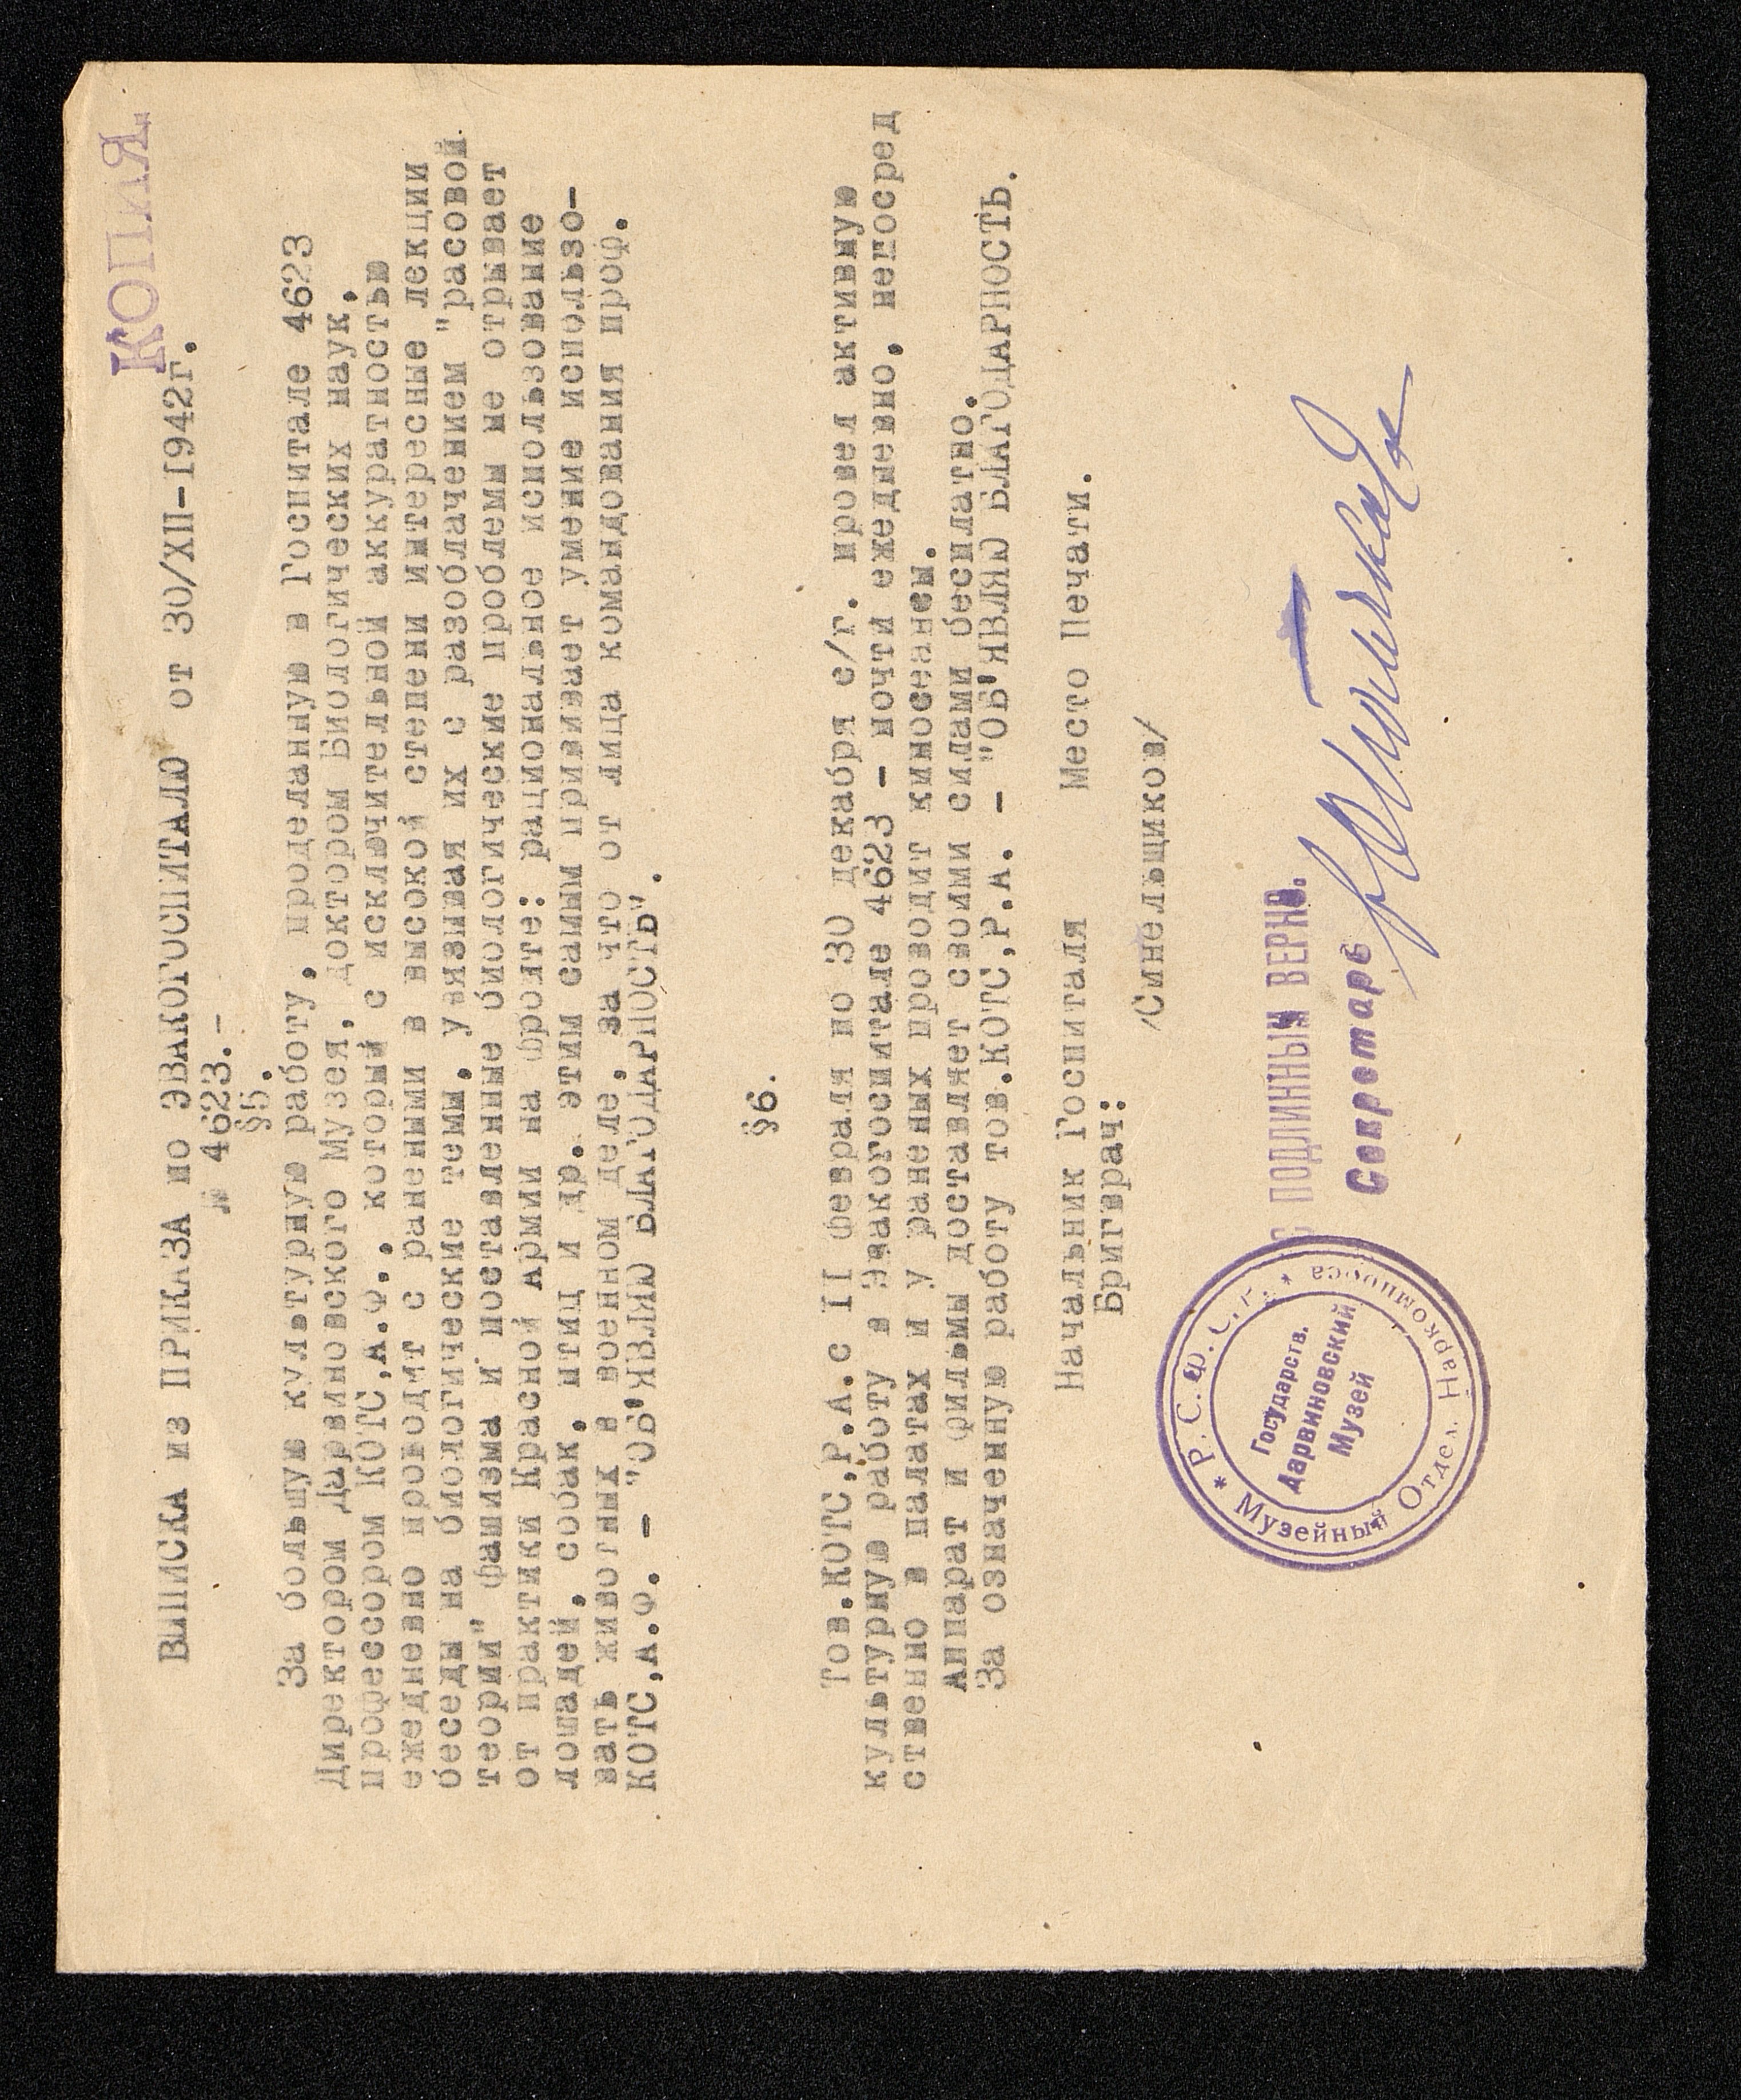 КОПИЯ.
ВЫПИСКА из ПРИКАЗА по ЭВАКОГОСПИТАЛЮ от 30/XII-1942г.
№ 4623.-
§5.
За большую культурную работу, проделанную в Госпитале 4623
Директором Дарвиновского Музея, доктором Биологических наук,
профессором КОТС,А.Ф., который с исключительной аккуратностью
ежедневно проводит с ранеными в высокой степени интересные лекции
беседы на биологические темы, увязывая их с разоблачением "расовой
теории" фашизма и поставленные биологические проблемы не отрывает
от практики Красной Армии на фронте: рациональное использование
лошадей, собак, птиц и др. этим самым прививает умение использо-
вать животных в военном деле, за что от лица командования проф.
КОТС,А.Ф. – "ОБ'ЯВЛЯЮ БЛАГОДАРНОСТЬ".
§6.
Тов.КОТС,Р.А.с II февраля по 30 декабря с/г. провел активную
культурную работу в Эвакогоспитале 4623 – почти ежедневно, непосред
ственно в палатах и у раненых проводит киносеансы.
Аппарат и фильмы доставляет своими силами бесплатно.
За означенную работу тов.КОТС,Р.А. – "ОБ'ЯВЛЯЮ БЛАГОДАРНОСТЬ.
Начальник Госпиталя Место Печати.
Бригврач:
/Синельщиков/
С ПОДЛИННЫМ ВЕРНО.
Секретарь
* Р.С.Ф.С.Р. *
Музейный Отдел Наркомпроса
Государств.
Дарвиновский
Музей